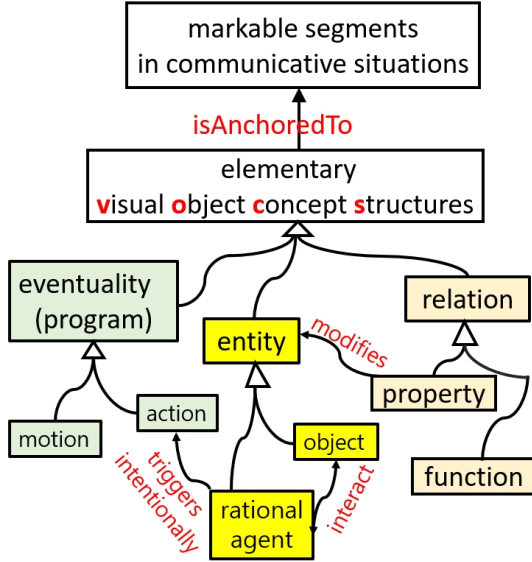 markable segments
in communicative situations
isAnchoredTo
elementary
visual object concept structures
eventuality
(program)
relation
entity
modifies
property
action
motion
object
function
triggers
intentionally
rational
agent
interact